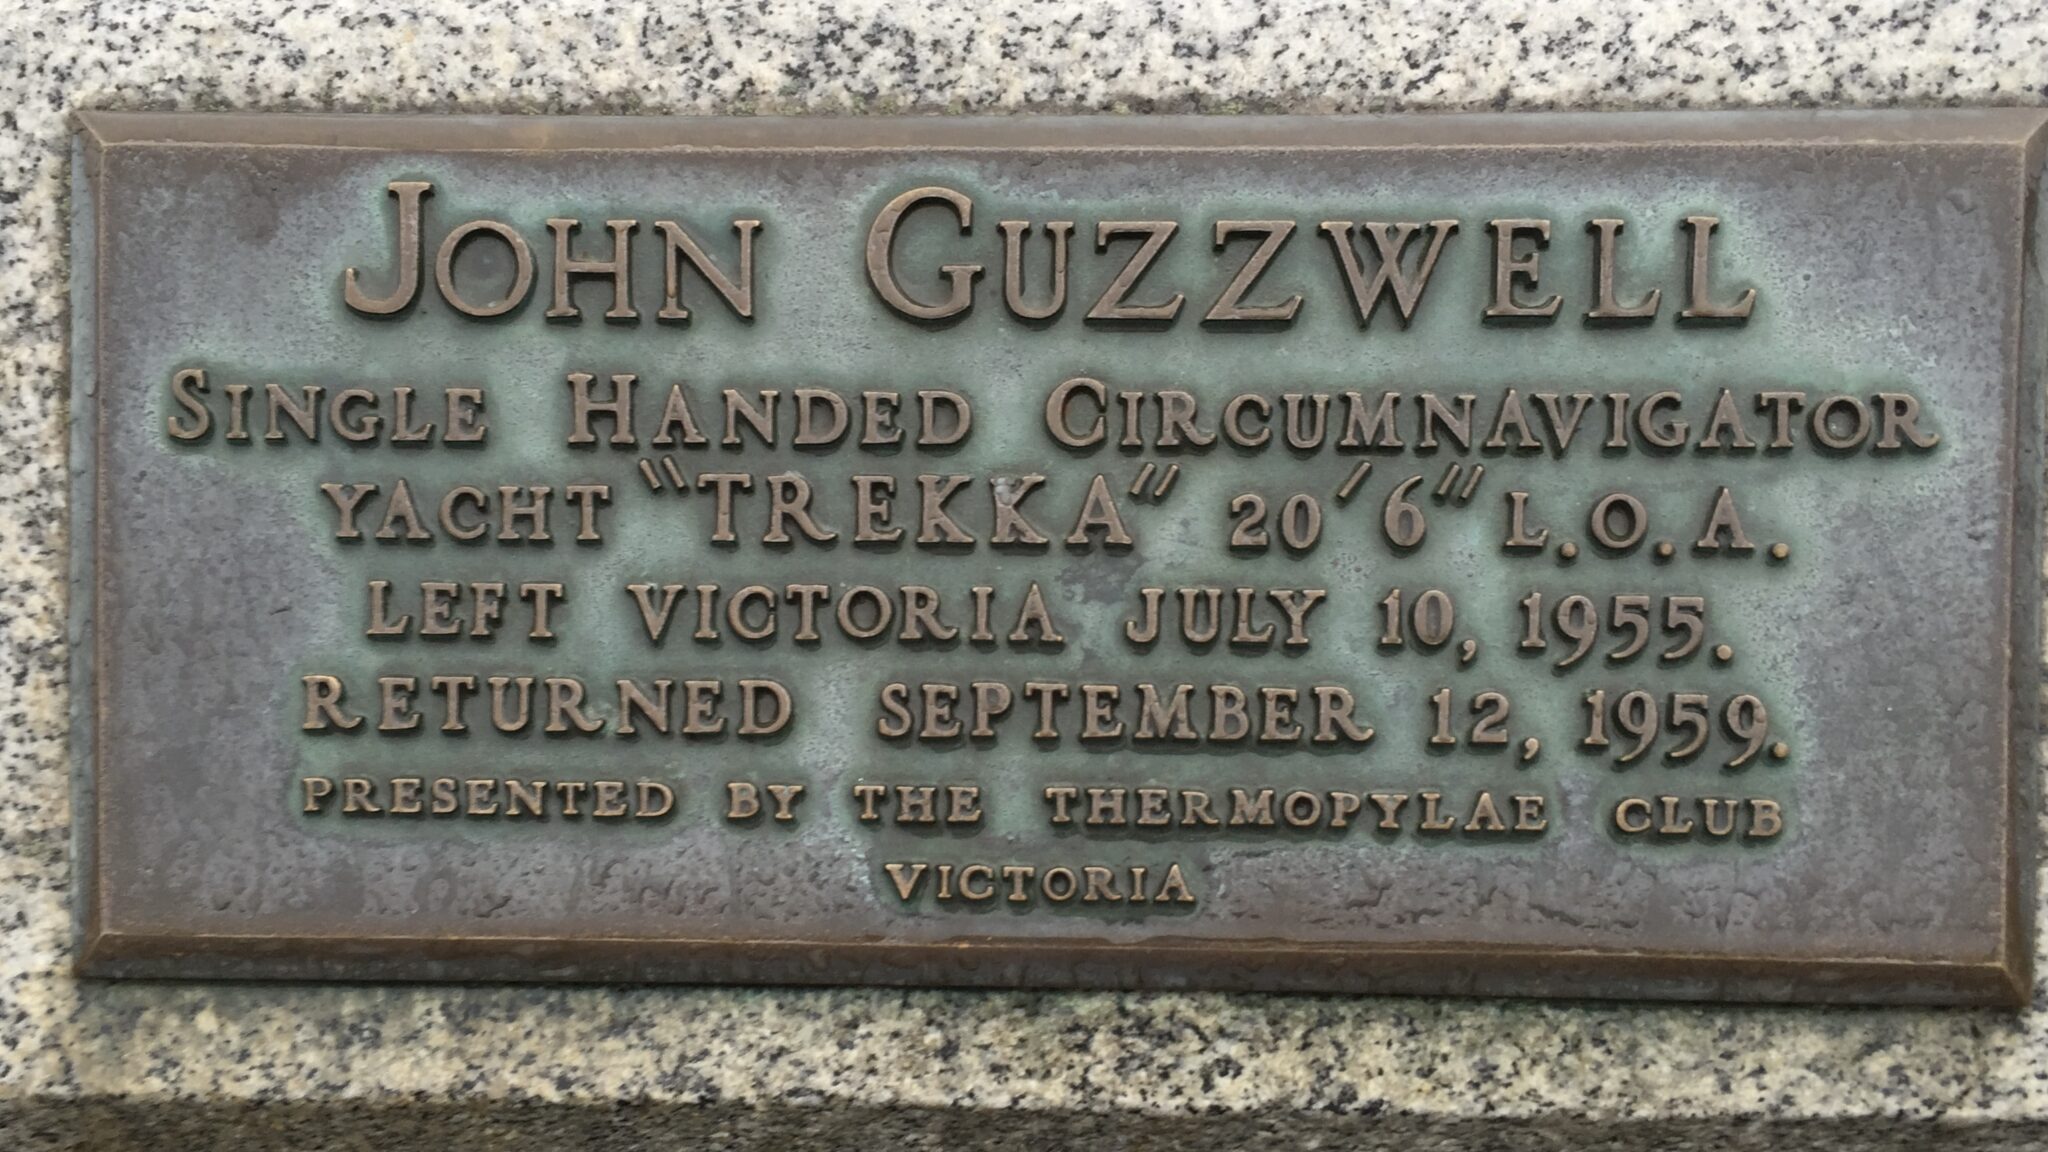 JOHN GUZZWELL
SINGLE HANDED CIRCUMNAVIGATOR
YACHT "TREKKA" 20'6" L.O.A.
LEFT VICTORIA JULY 10, 1955.
RETURNED SEPTEMBER 12, 1959.
PRESENTED BY THE THERMOPYLAE CLUB
VICTORIA